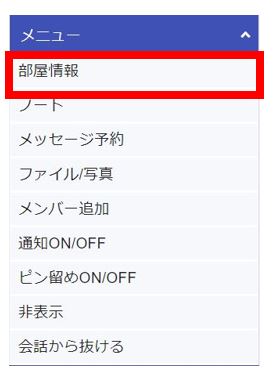 メニュー
部屋情報
ノート
メッセージ予約
ファイル/写真
メンバー追加
通知ON/OFF
ピン留めON/OFF
非表示
会話から抜ける